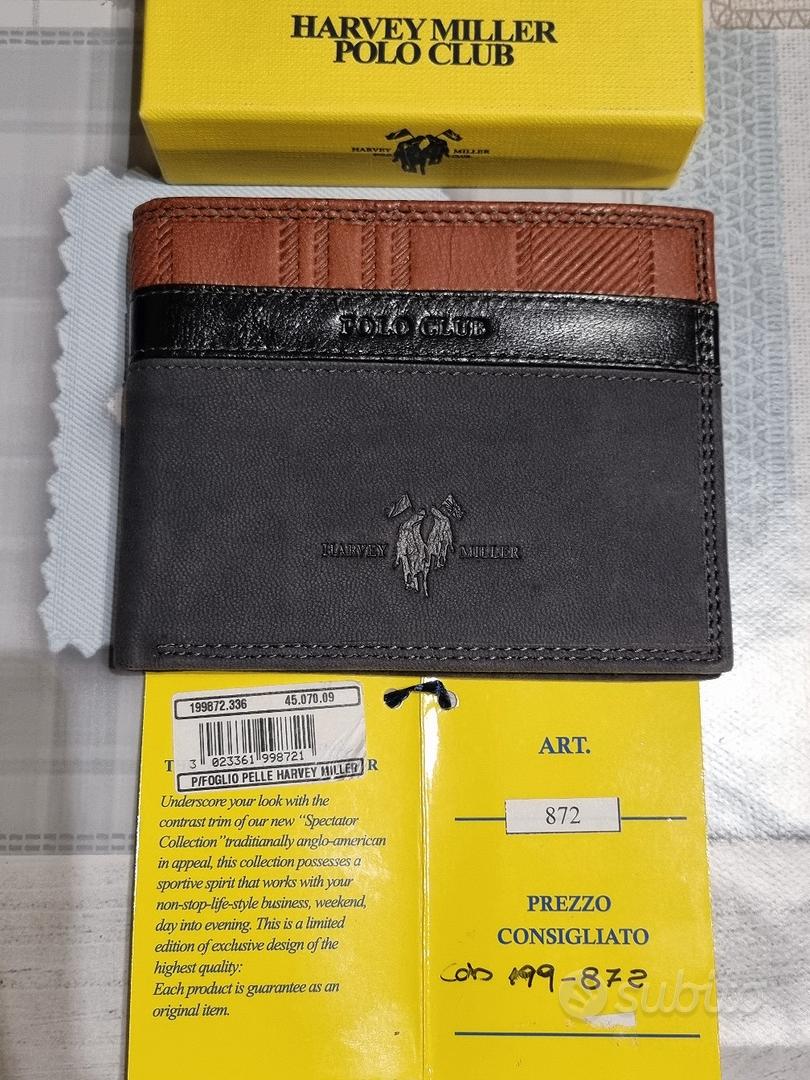 HARVEY MILLER
POLO CLUB
HARVEY MILLER
POLO CLUB
POLO CLUB
HARVEY MILLER
199872.336 45.070.09
3 023361 998721
P/FOGLIO PELLE HARVEY MILLER
T R
Underscore your look with the
contrast trim of our new “Spectator
Collection”traditianally anglo-american
in appeal, this collection possesses a
sportive spirit that works with your
non-stop-life-style business, weekend,
day into evening. This is a limited
edition of exclusive design of the
highest quality:
Each product is guarantee as an
original item.
ART.
872
PREZZO
CONSIGLIATO
COD 199-872
subito